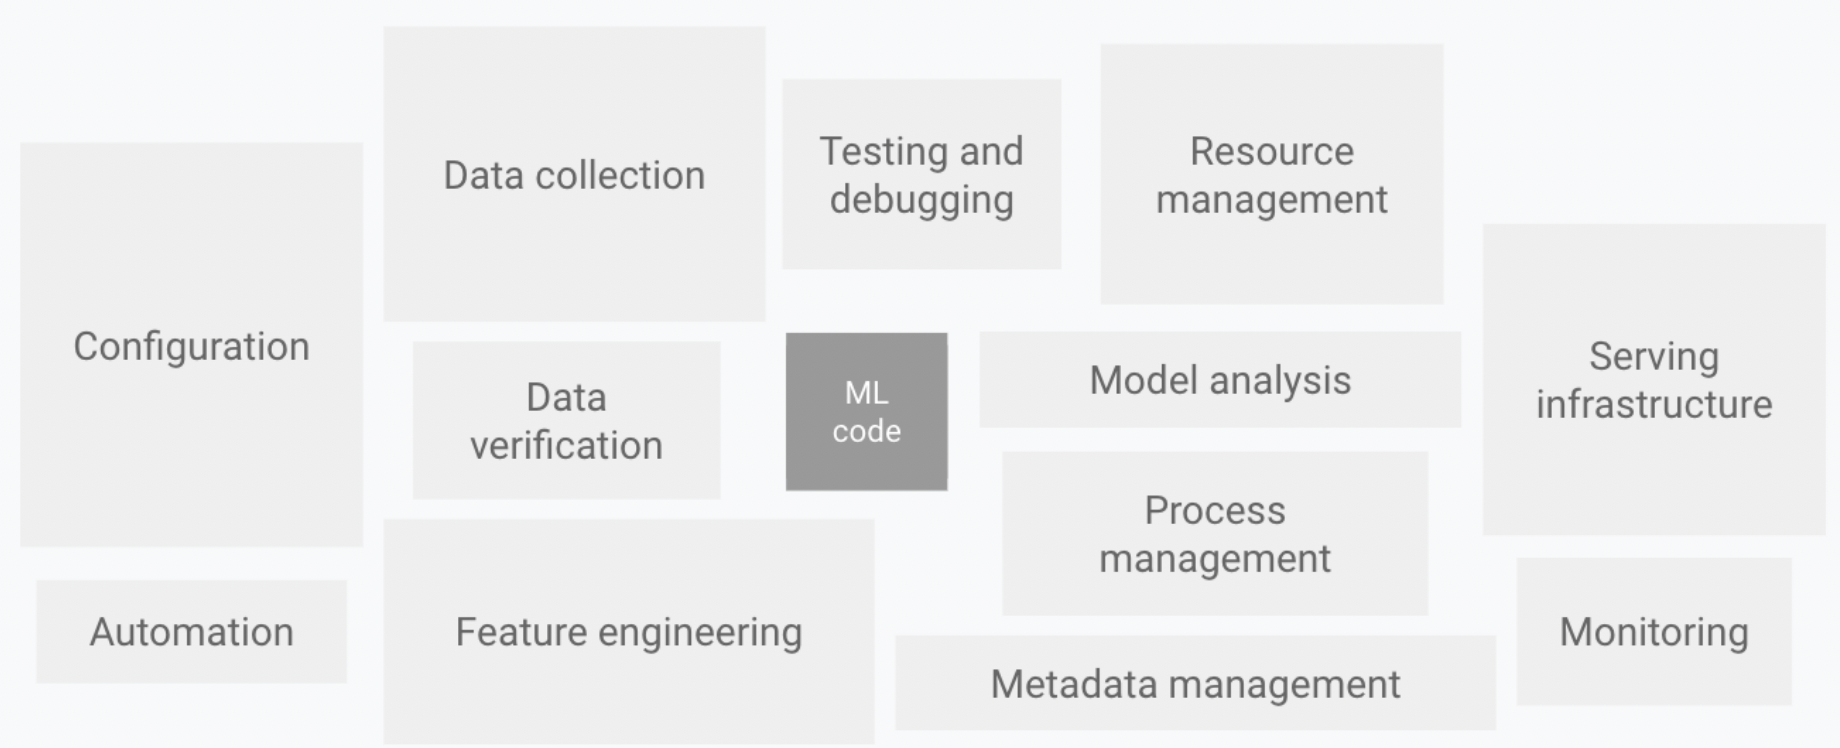 Data collection
Testing and
debugging
Resource
management
Configuration
Data
verification
ML
code
Model analysis
Serving
infrastructure
Process
management
Automation
Feature engineering
Metadata management
Monitoring